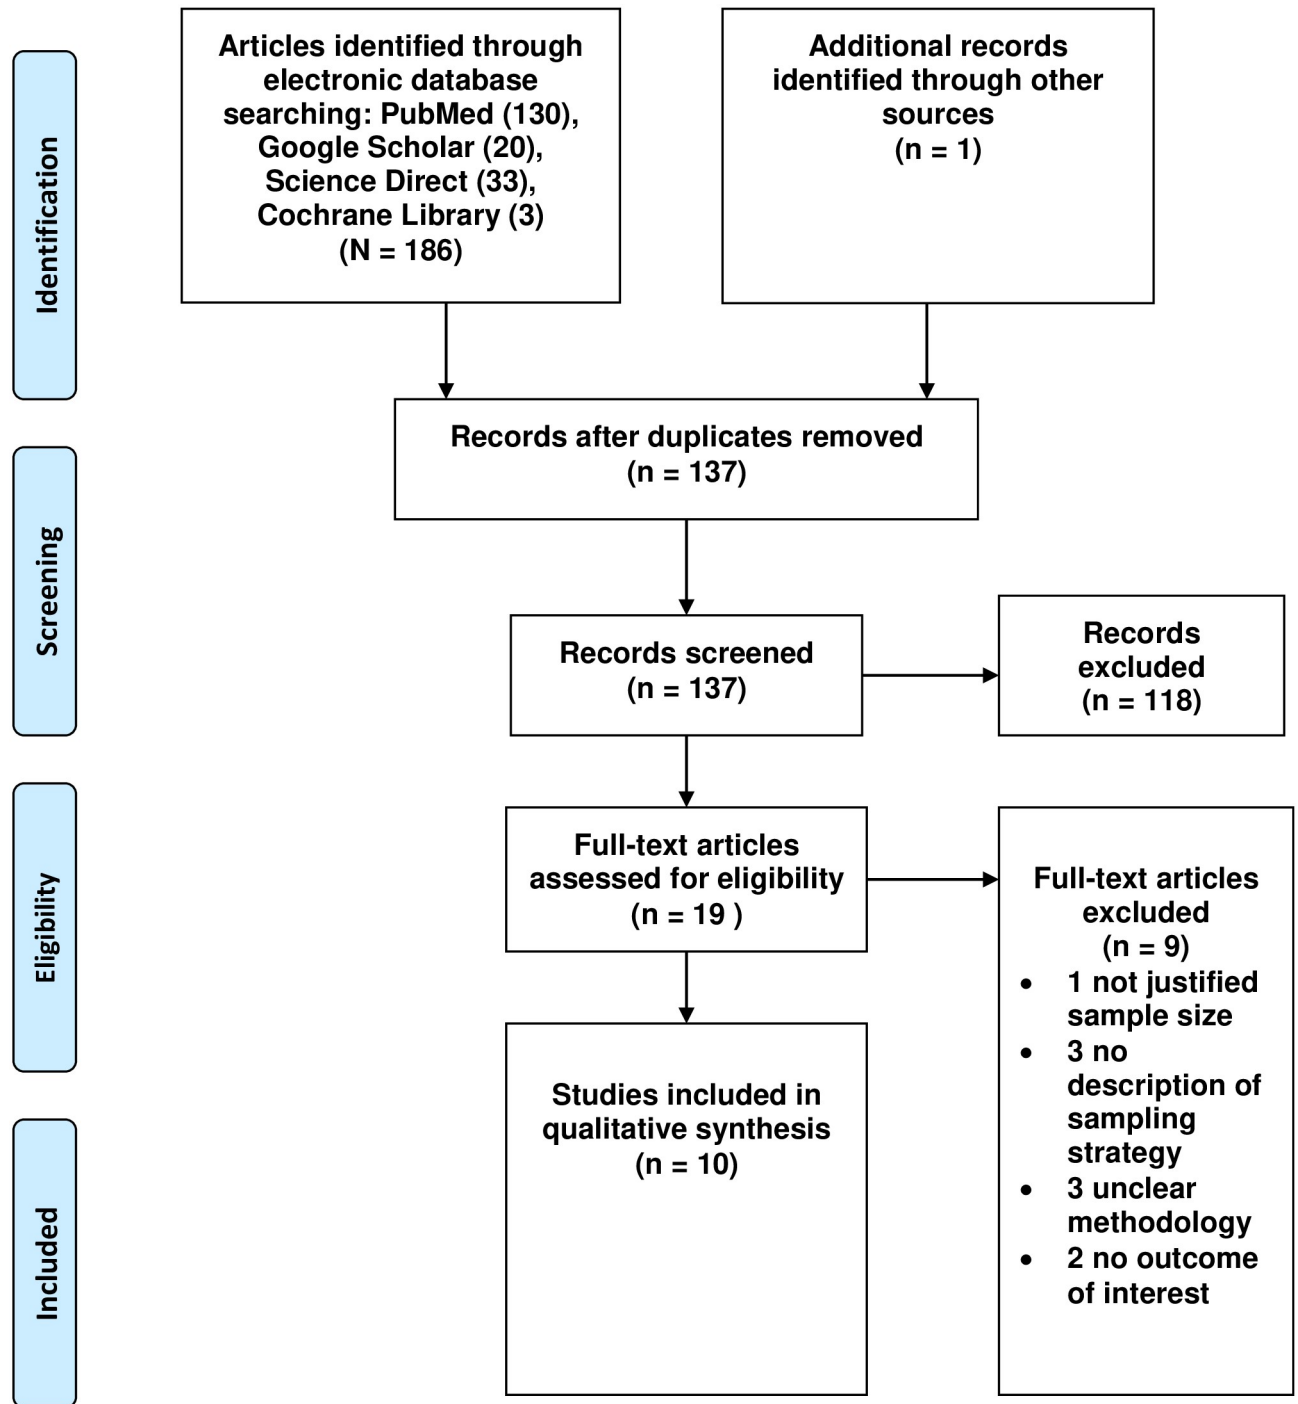 Identification
Articles identified through
electronic database
searching: PubMed (130),
Google Scholar (20),
Science Direct (33),
Cochrane Library (3)
(N = 186)
Additional records
identified through other
sources
(n = 1)
Records after duplicates removed
(n = 137)
Screening
Records screened
(n = 137)
Records
excluded
(n = 118)
Eligibility
Full-text articles
assessed for eligibility
(n = 19 )
Full-text articles
excluded
(n = 9)
• 1 not justified
sample size
• 3 no
description of
sampling
strategy
• 3 unclear
methodology
• 2 no outcome
of interest
Included
Studies included in
qualitative synthesis
(n = 10)